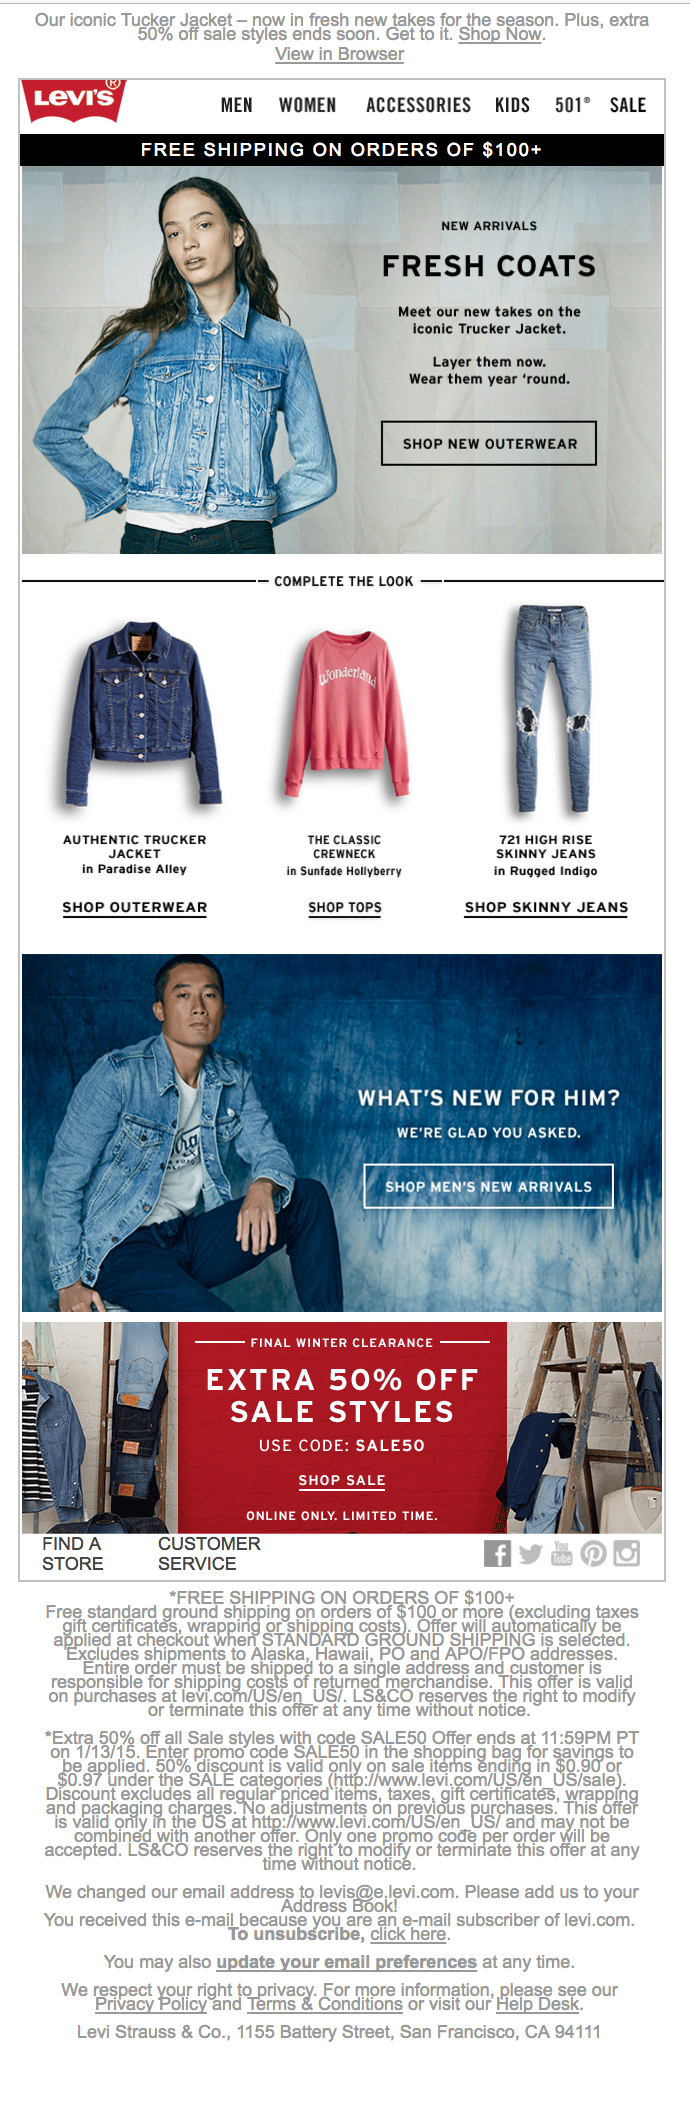 Our iconic Tucker Jacket – now in fresh new takes for the season. Plus, extra
50% off sale styles ends soon. Get to it. Shop Now.
View in Browser
LEVI'S®
MEN WOMEN ACCESSORIES KIDS 501® SALE
FREE SHIPPING ON ORDERS OF $100+
NEW ARRIVALS
FRESH COATS
Meet our new takes on the
iconic Trucker Jacket.
Layer them now.
Wear them year ‘round.
SHOP NEW OUTERWEAR
COMPLETE THE LOOK
Wonderland
AUTHENTIC TRUCKER
JACKET
in Paradise Alley
SHOP OUTERWEAR
THE CLASSIC
CREWNECK
in Sunfade Hollyberry
SHOP TOPS
721 HIGH RISE
SKINNY JEANS
in Rugged Indigo
SHOP SKINNY JEANS
WHAT'S NEW FOR HIM?
WE'RE GLAD YOU ASKED.
SHOP MEN'S NEW ARRIVALS
FINAL WINTER CLEARANCE
EXTRA 50% OFF
SALE STYLES
USE CODE: SALE50
SHOP SALE
ONLINE ONLY. LIMITED TIME.
FIND A
STORE
CUSTOMER
SERVICE
You
Tube
*FREE SHIPPING ON ORDERS OF $100+
Free standard ground shipping on orders of $100 or more (excluding taxes
gift certificates, wrapping or shipping costs). Offer will automatically be
applied at checkout when STANDARD GROUND SHIPPING is selected.
Excludes shipments to Alaska, Hawaii, PO and APO/FPO addresses.
Entire order must be shipped to a single address and customer is
responsible for shipping costs of returned merchandise. This offer is valid
on purchases at levi.com/US/en_US/. LS&CO reserves the right to modify
or terminate this offer at any time without notice.
*Extra 50% off all Sale styles with code SALE50 Offer ends at 11:59PM PT
on 1/13/15. Enter promo code SALE50 in the shopping bag for savings to
be applied. 50% discount is valid only on sale items ending in $0.90 or
$0.97 under the SALE categories (http://www.levi.com/US/en_US/sale).
Discount excludes all regular priced items, taxes, gift certificates, wrapping
and packaging charges. No adjustments on previous purchases. This offer
is valid only in the US at http://www.levi.com/US/en_US/ and may not be
combined with another offer. Only one promo code per order will be
accepted. LS&CO reserves the right to modify or terminate this offer at any
time without notice.
We changed our email address to levis@e.levi.com. Please add us to your
Address Book!
You received this e-mail because you are an e-mail subscriber of levi.com.
To unsubscribe, click here.
You may also update your email preferences at any time.
We respect your right to privacy. For more information, please see our
Privacy Policy and Terms & Conditions or visit our Help Desk.
Levi Strauss & Co., 1155 Battery Street, San Francisco, CA 94111